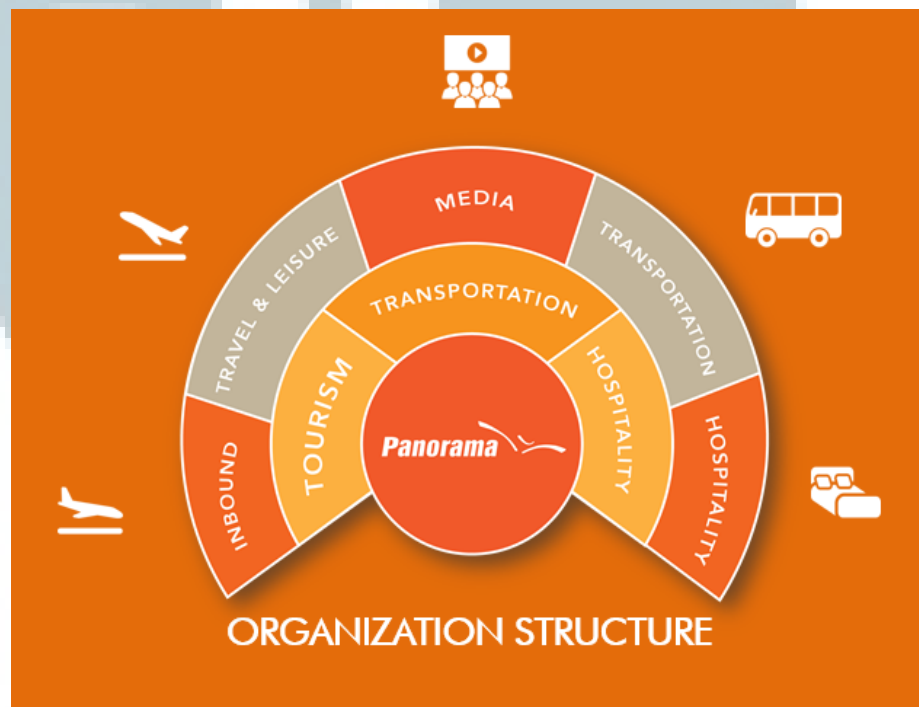 MEDIA
TRAVEL & LEISURE
TRANSPORTATION
INBOUND
HOSPITALITY
TRANSPORTATION
TOURISM
HOSPITALITY
Panorama
ORGANIZATION STRUCTURE